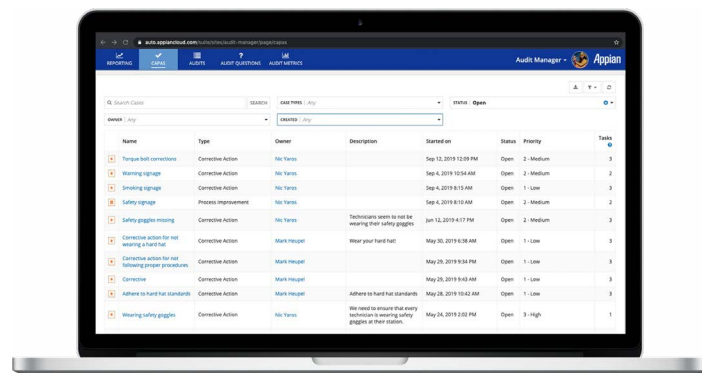 auto.appiancloud.com/suite/sites/audit-manager/page/capas
REPORTING CAPAS AUDITS AUDIT QUESTIONS AUDIT METRICS Audit Manager Appian
Search Cases SEARCH CASE TYPES Any STATUS Open
OWNER Any CREATED Any
Name Type Owner Description Started on Status Priority Tasks
Torque bolt corrections Corrective Action Nic Yaros Sep 12, 2019 12:09 PM Open 2 - Medium 3
Warning signage Corrective Action Nic Yaros Sep 4, 2019 10:54 AM Open 2 - Medium 2
Smoking signage Corrective Action Nic Yaros Sep 4, 2019 8:15 AM Open 1 - Low 3
Safety signage Process Improvement Nic Yaros Sep 4, 2019 8:10 AM Open 2 - Medium 2
Safety goggles missing Corrective Action Nic Yaros Technicians seem to not be
wearing their safety goggles Jun 12, 2019 4:17 PM Open 2 - Medium 3
Corrective action for not
wearing a hard hat Corrective Action Mark Heupel Wear your hard hat! May 30, 2019 6:38 AM Open 1 - Low 3
Corrective action for not
following proper procedures Corrective Action Mark Heupel May 29, 2019 9:34 PM Open 1 - Low 3
Corrective Corrective Action Mark Heupel May 29, 2019 9:43 AM Open 1 - Low 3
Adhere to hard hat standards Corrective Action Mark Heupel Adhere to hard hat standards May 28, 2019 10:42 AM Open 1 - Low 3
Wearing safety goggles Corrective Action Nic Yaros We need to ensure that every
technician is wearing safety
goggles at their station. May 24, 2019 2:02 PM Open 3 - High 1